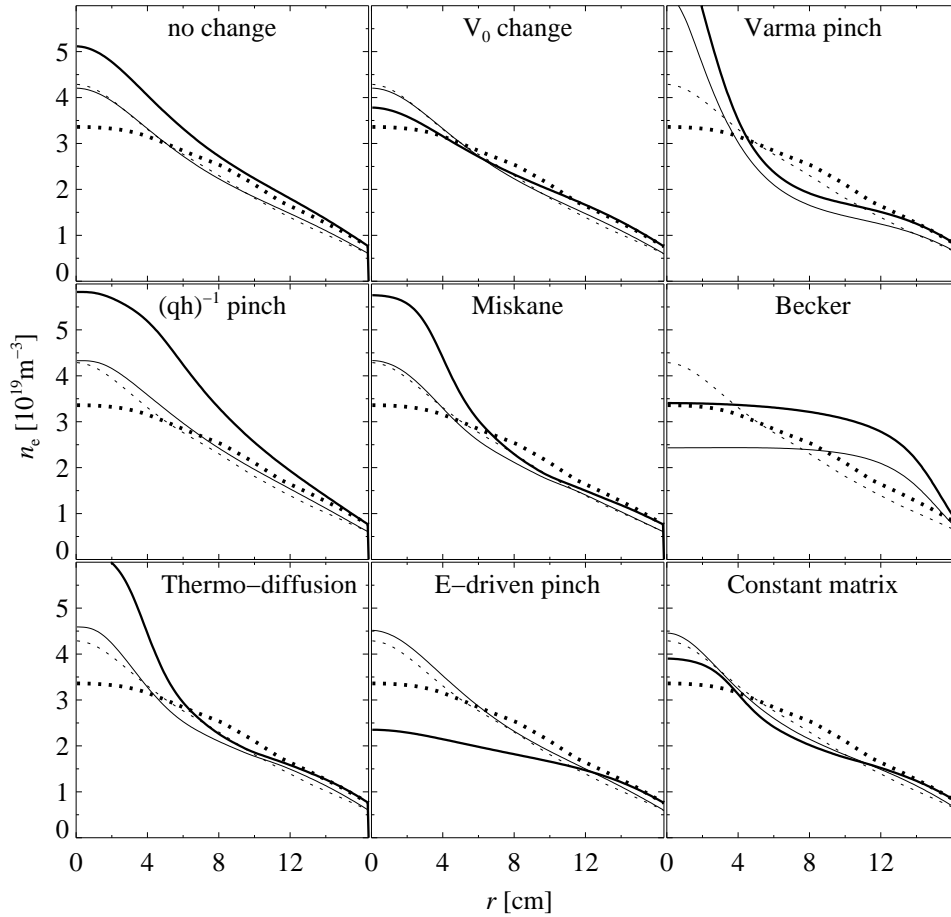 no change
V₀ change
Varma pinch
5
4
3
2
1
0
(qh)⁻¹ pinch
Miskane
Becker
5
4
3
2
1
0
nₑ [10¹⁹m⁻³]
Thermo−diffusion
E−driven pinch
Constant matrix
5
4
3
2
1
0
0 4 8 12 0 4 8 12 0 4 8 12
r [cm]